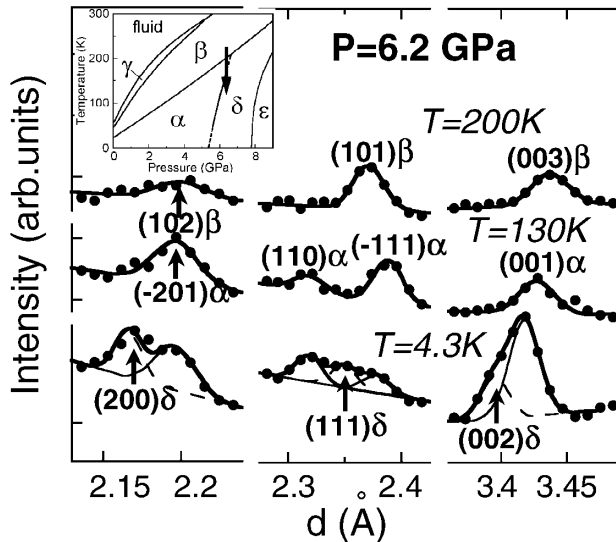 P=6.2 GPa
300
200
100
0
Temperature (K)
fluid
β
γ
α
δ
ε
0
2
4
6
8
Pressure (GPa)
T=200K
(102)β
(101)β
(003)β
T=130K
(-201)α
(110)α
(-111)α
(001)α
T=4.3K
(200)δ
(111)δ
(002)δ
Intensity (arb.units)
2.15
2.2
2.3
2.4
3.4
3.45
d (Å)